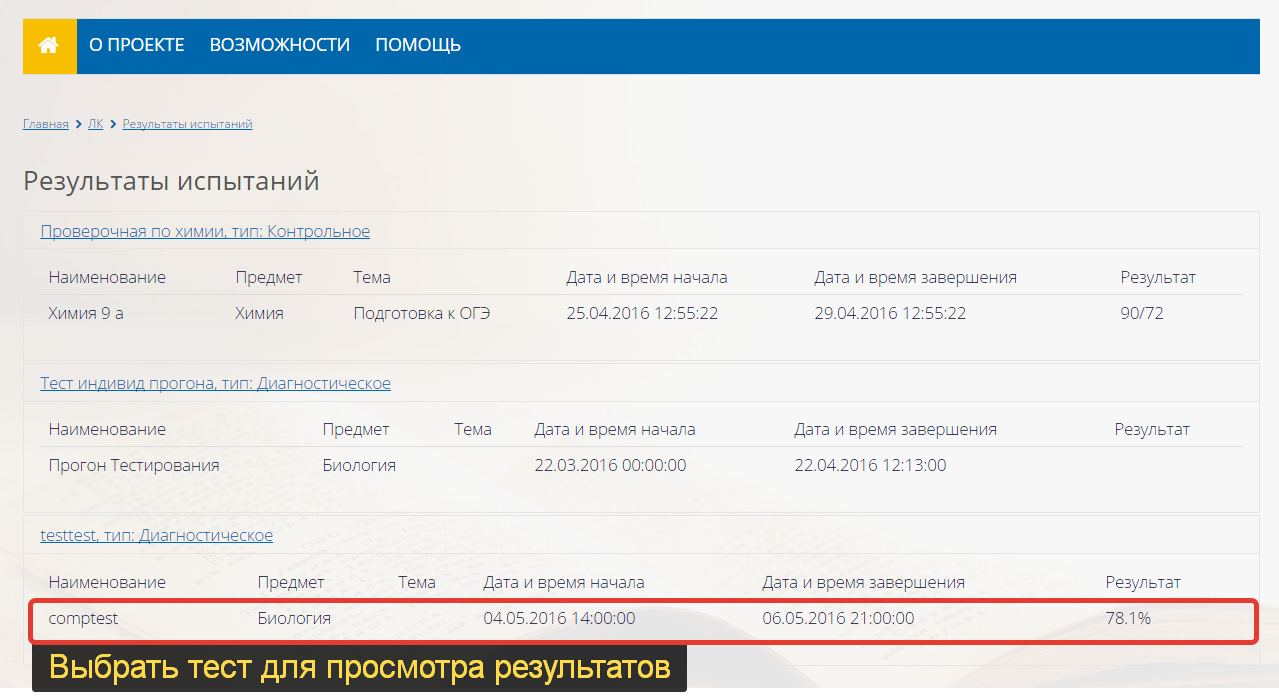 О ПРОЕКТЕ ВОЗМОЖНОСТИ ПОМОЩЬ
Главная ЛК Результаты испытаний
Результаты испытаний
Проверочная по химии, тип: Контрольное
Наименование Предмет Тема Дата и время начала Дата и время завершения Результат
Химия 9 а Химия Подготовка к ОГЭ 25.04.2016 12:55:22 29.04.2016 12:55:22 90/72
Тест индивид прогона, тип: Диагностическое
Наименование Предмет Тема Дата и время начала Дата и время завершения Результат
Прогон Тестирования Биология 22.03.2016 00:00:00 22.04.2016 12:13:00
testtest, тип: Диагностическое
Наименование Предмет Тема Дата и время начала Дата и время завершения Результат
comptest Биология 04.05.2016 14:00:00 06.05.2016 21:00:00 78.1%
Выбрать тест для просмотра результатов